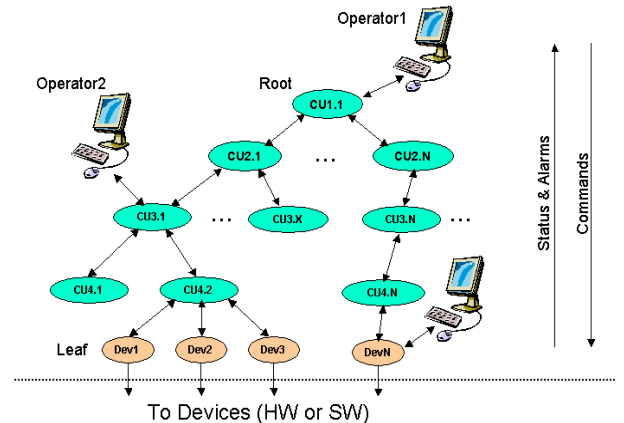 Operator1
Operator2
Root
CU1.1
CU2.1
...
CU2.N
CU3.1
...
CU3.X
CU3.N
...
CU4.1
CU4.2
CU4.N
Leaf
Dev1
Dev2
Dev3
DevN
To Devices (HW or SW)
Status & Alarms
Commands